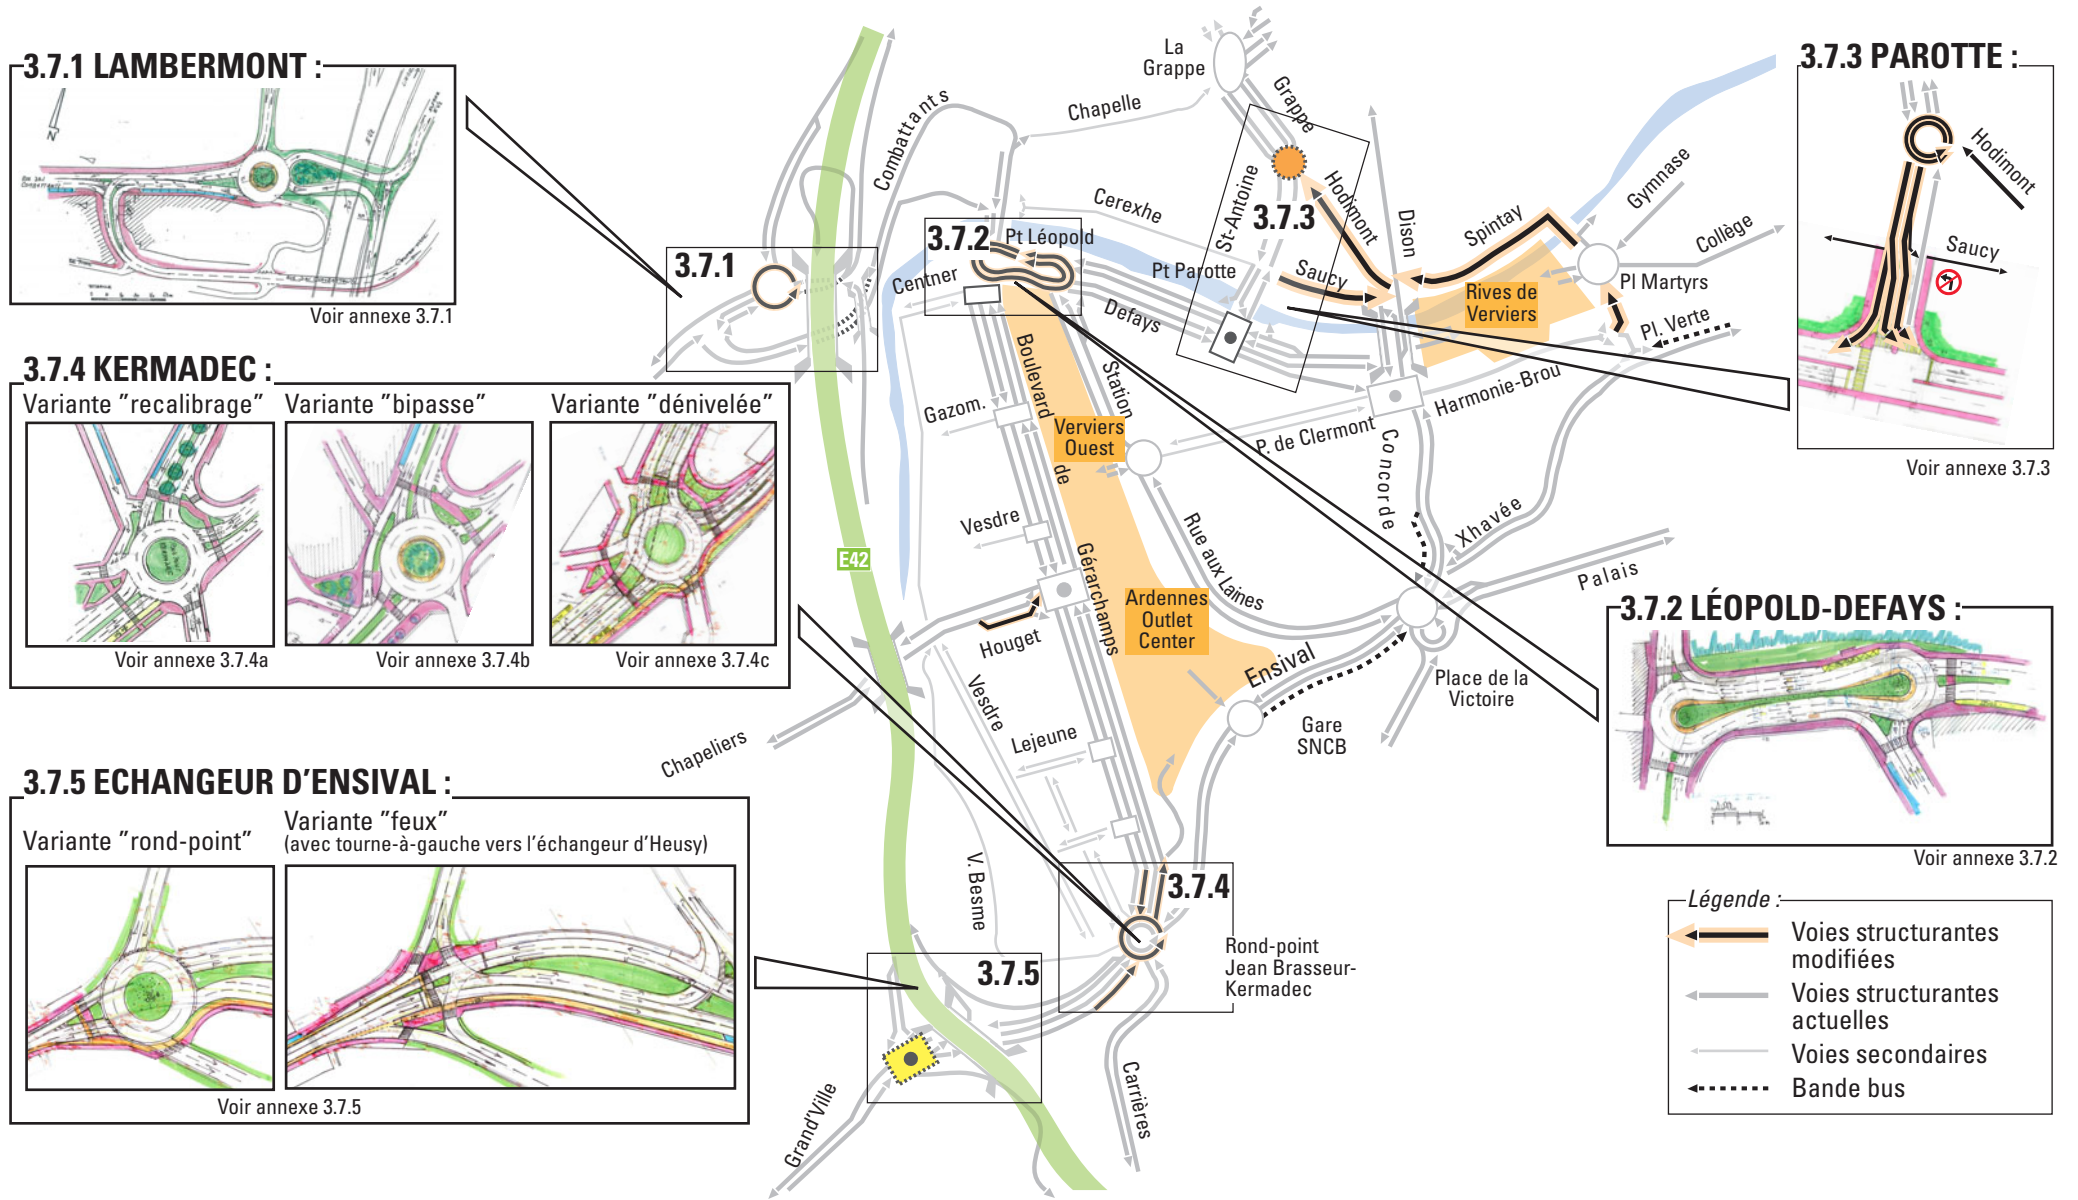 3.7.1 LAMBERMONT :
N
Voir annexe 3.7.1
3.7.4 KERMADEC :
Variante "recalibrage"
Variante "bipasse"
Variante "dénivelée"
Voir annexe 3.7.4a
Voir annexe 3.7.4b
Voir annexe 3.7.4c
3.7.5 ECHANGEUR D'ENSIVAL :
Variante "rond-point"
Variante "feux"
(avec tourne-à-gauche vers l'échangeur d'Heusy)
Voir annexe 3.7.5
La
Grappe
Grappe
Chapelle
Combattants
Cerexhe
St-Antoine
3.7.3
Hodimont
Dison
Spintay
Gymnase
Collège
3.7.1
3.7.2
Pt Léopold
Centner
Pt Parotte
Saucy
Defays
Rives de
Verviers
Pl Martyrs
Pl. Verte
Boulevard de Gérarchamps
Station
Gazom.
Verviers
Ouest
P. de Clermont
Harmonie-Brou
Concorde
Xhavée
Vesdre
Rue aux Laines
E42
Palais
Houget
Ardennes
Outlet
Center
Ensival
Vesdre
Lejeune
Chapeliers
Gare
SNCB
Place de la
Victoire
V. Besme
3.7.4
Rond-point
Jean Brasseur-
Kermadec
3.7.5
Carrières
Grand'Ville
3.7.3 PAROTTE :
Hodimont
Saucy
Voir annexe 3.7.3
3.7.2 LÉOPOLD-DEFAYS :
Voir annexe 3.7.2
Légende :
Voies structurantes
modifiées
Voies structurantes
actuelles
Voies secondaires
Bande bus